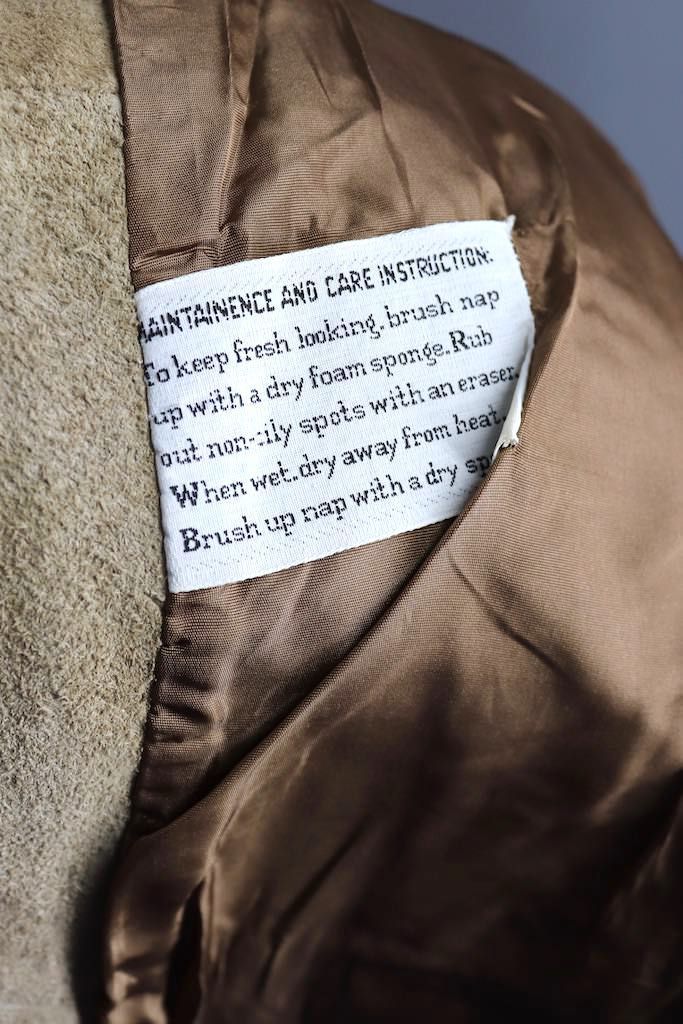 MAINTAINENCE AND CARE INSTRUCTION:
To keep fresh looking, brush nap
up with a dry foam sponge. Rub
out non-oily spots with an eraser.
When wet, dry away from heat.
Brush up nap with a dry